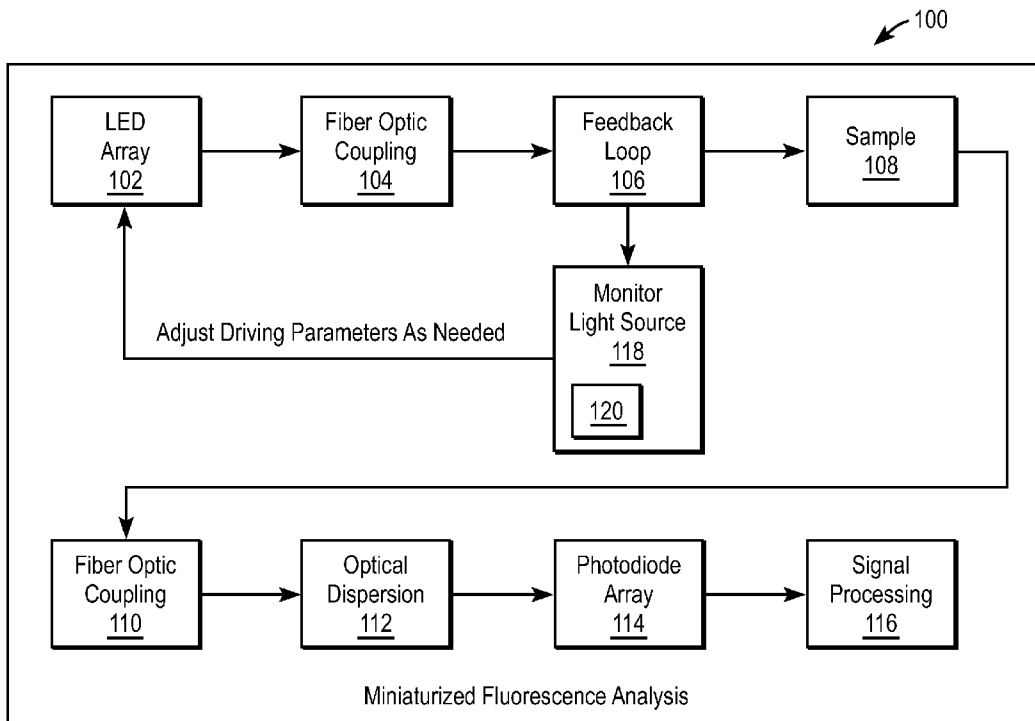 100
LED
Array
102
Fiber Optic
Coupling
104
Feedback
Loop
106
Sample
108
Monitor
Light Source
118
120
Adjust Driving Parameters As Needed
Fiber Optic
Coupling
110
Optical
Dispersion
112
Photodiode
Array
114
Signal
Processing
116
Miniaturized Fluorescence Analysis